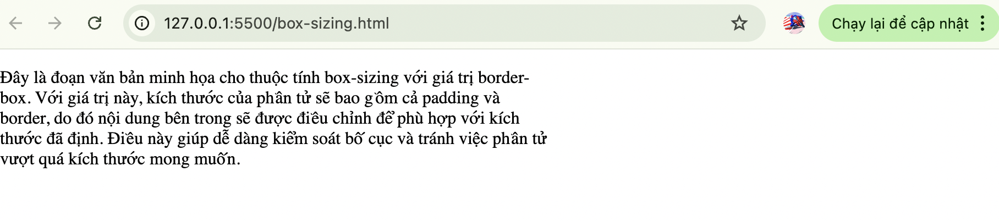 127.0.0.1:5500/box-sizing.html
Chạy lại để cập nhật
Đây là đoạn văn bản minh họa cho thuộc tính box-sizing với giá trị border-
box. Với giá trị này, kích thước của phần tử sẽ bao gồm cả padding và
border, do đó nội dung bên trong sẽ được điều chỉnh để phù hợp với kích
thước đã định. Điều này giúp dễ dàng kiểm soát bố cục và tránh việc phần tử
vượt quá kích thước mong muốn.